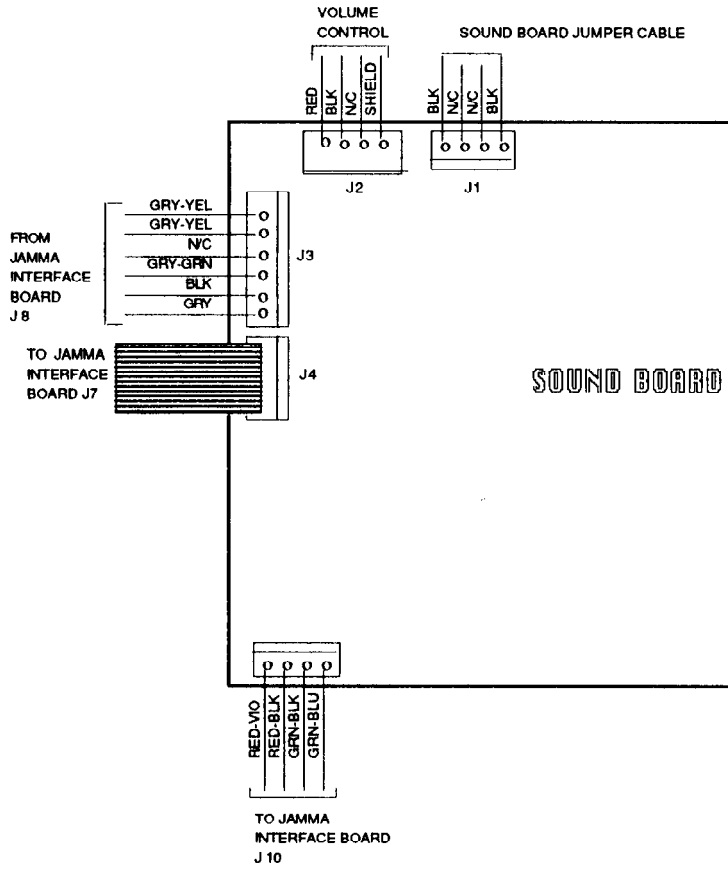 VOLUME
CONTROL
SOUND BOARD JUMPER CABLE
RED
BLK
N/C
SHIELD
BLK
N/C
N/C
BLK
J2
J1
GRY-YEL
GRY-YEL
N/C
GRY-GRN
BLK
GRY
FROM
JAMMA
INTERFACE
BOARD
J 8
J3
TO JAMMA
INTERFACE
BOARD J7
J4
SOUND BOARD
RED-VIO
RED-BLK
GRN-BLK
GRN-BLU
TO JAMMA
INTERFACE BOARD
J 10